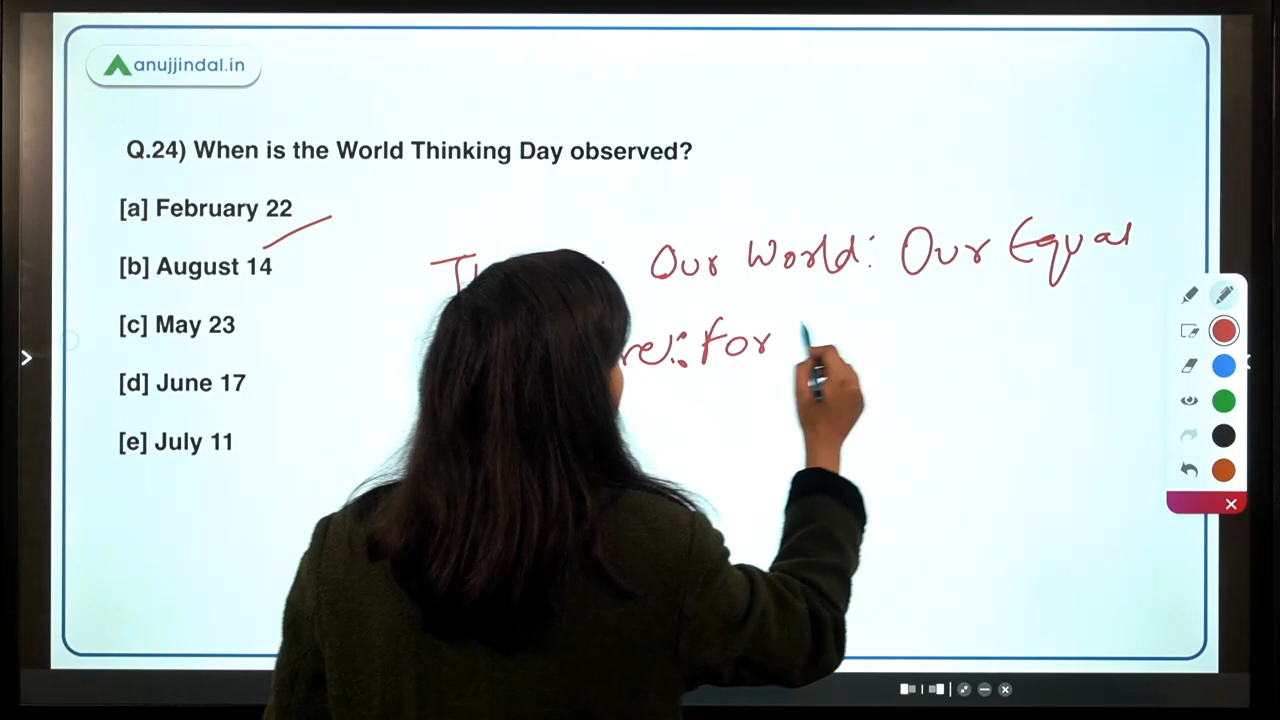 anujjindal.in
Q.24) When is the World Thinking Day observed?
[a] February 22
[b] August 14
[c] May 23
[d] June 17
[e] July 11
Our World: Our Equal
: For